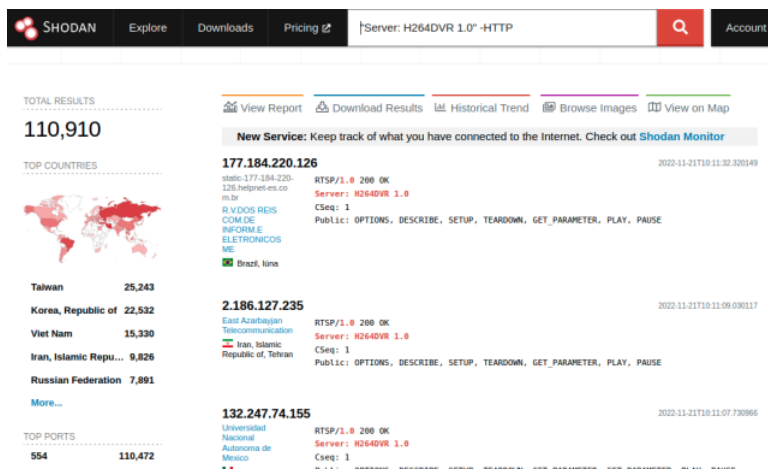 SHODAN Explore Downloads Pricing "Server: H264DVR 1.0" -HTTP Account
TOTAL RESULTS
110,910
TOP COUNTRIES
Taiwan 25,243
Korea, Republic of 22,532
Viet Nam 15,330
Iran, Islamic Repu... 9,826
Russian Federation 7,891
More...
TOP PORTS
554 110,472
View Report Download Results Historical Trend Browse Images View on Map
New Service: Keep track of what you have connected to the Internet. Check out Shodan Monitor
177.184.220.126 2022-11-21T10:11:32.320149
static-177-184-220-
126.helpnet-es.co
m.br
R.V.DOS REIS
COM.DE
INFORM.E
ELETRONICOS
ME
Brazil, Iúna
RTSP/1.0 200 OK
Server: H264DVR 1.0
CSeq: 1
Public: OPTIONS, DESCRIBE, SETUP, TEARDOWN, GET_PARAMETER, PLAY, PAUSE
2.186.127.235 2022-11-21T10:11:09.030117
East Azarbayjan
Telecommunication
Iran, Islamic
Republic of, Tehran
RTSP/1.0 200 OK
Server: H264DVR 1.0
CSeq: 1
Public: OPTIONS, DESCRIBE, SETUP, TEARDOWN, GET_PARAMETER, PLAY, PAUSE
132.247.74.155 2022-11-21T10:11:07.730966
Universidad
Nacional
Autonoma de
Mexico
RTSP/1.0 200 OK
Server: H264DVR 1.0
CSeq: 1